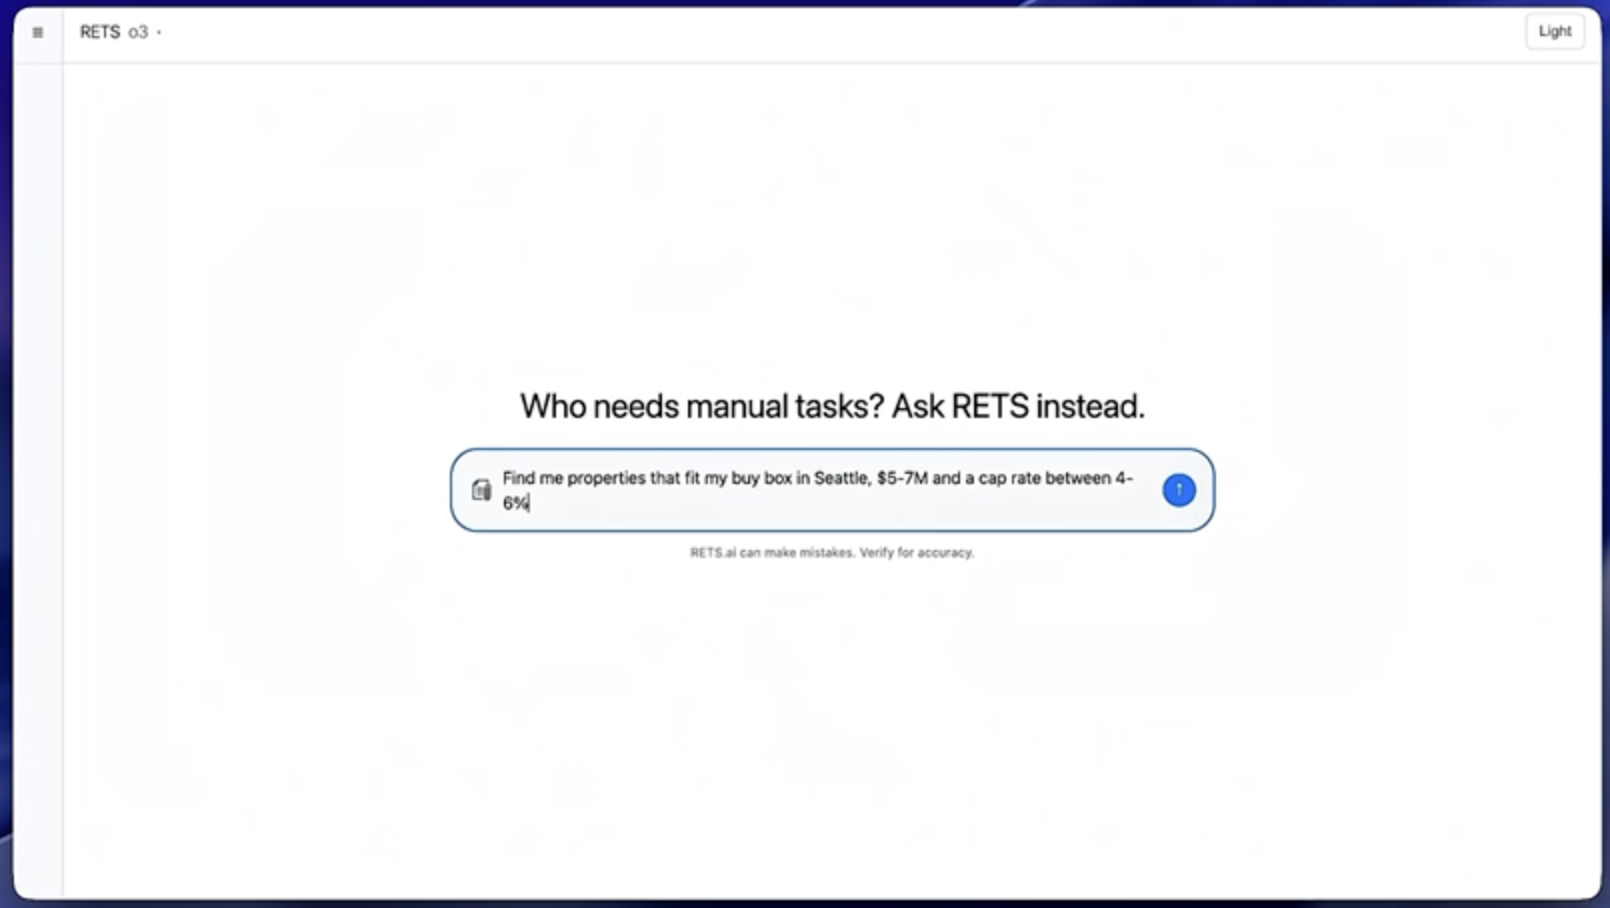 RETS o3
Light
Who needs manual tasks? Ask RETS instead.
Find me properties that fit my buy box in Seattle, $5-7M and a cap rate between 4-
6%
RETS.ai can make mistakes. Verify for accuracy.